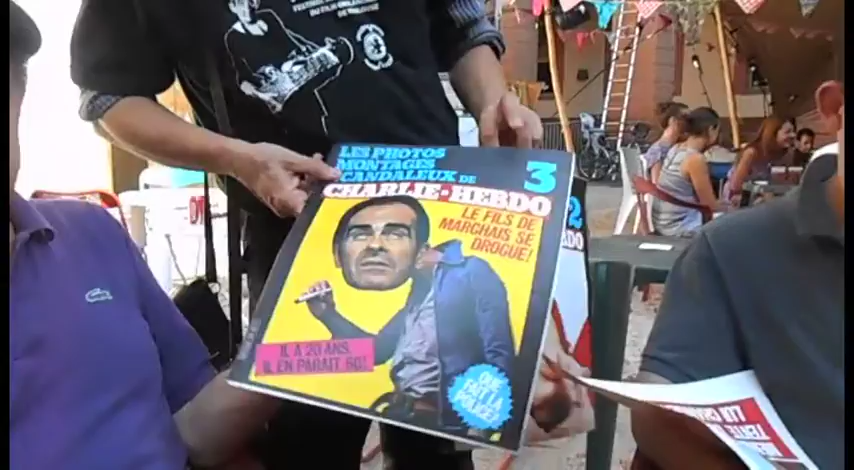 LES PHOTOS
MONTAGES
SCANDALEUX DE
CHARLIE-HEBDO
3
LE FILS DE
MARCHAIS SE
DROGUE!
IL A 20 ANS,
IL EN PARAIT 60!
QUE
FAIT LA
POLICE?
2
HEBDO